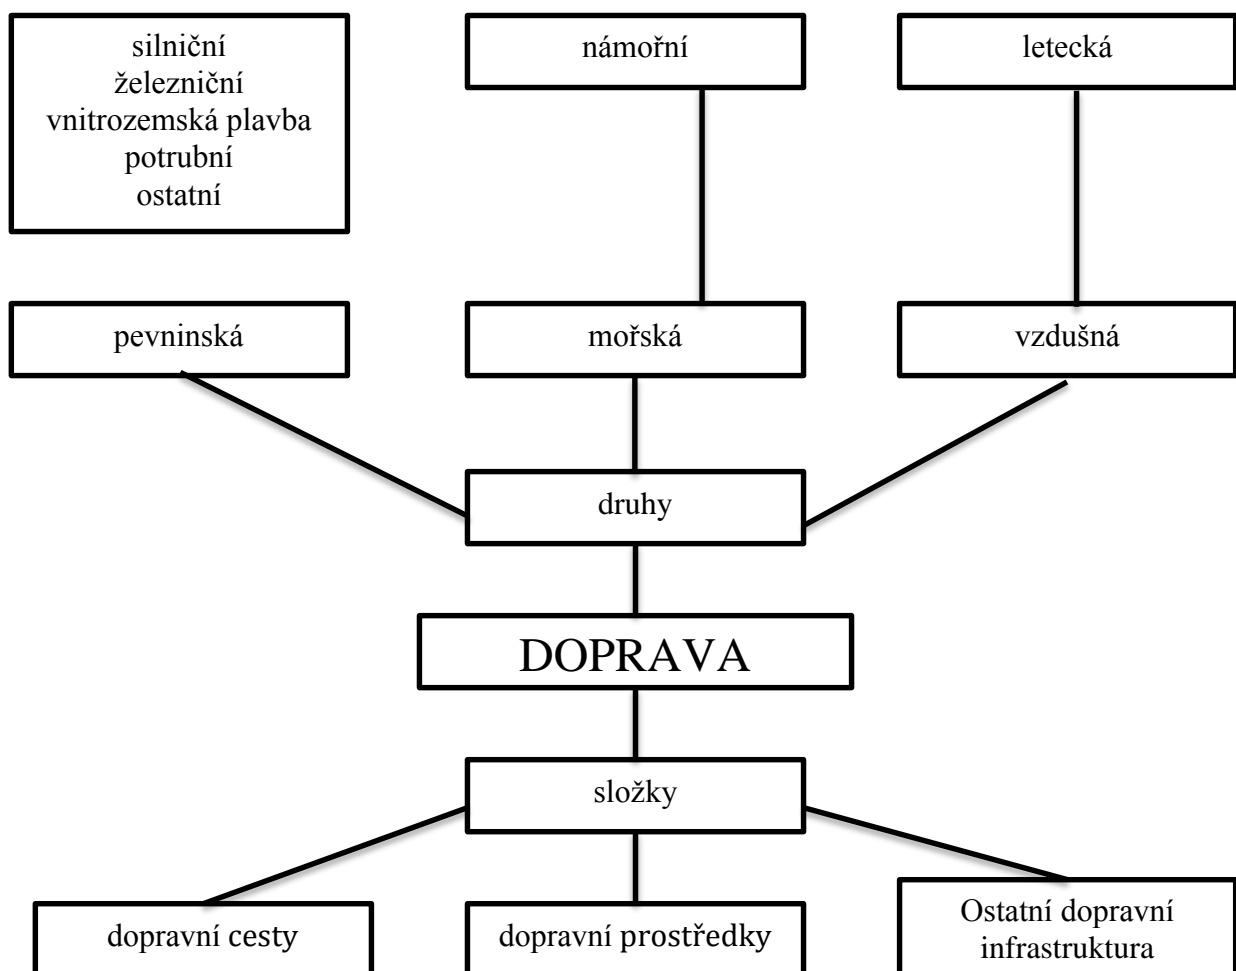 silniční
železniční
vnitrozemská plavba
potrubní
ostatní
námořní
letecká
pevninská
mořská
vzdušná
druhy
DOPRAVA
složky
dopravní cesty
dopravní prostředky
Ostatní dopravní
infrastruktura